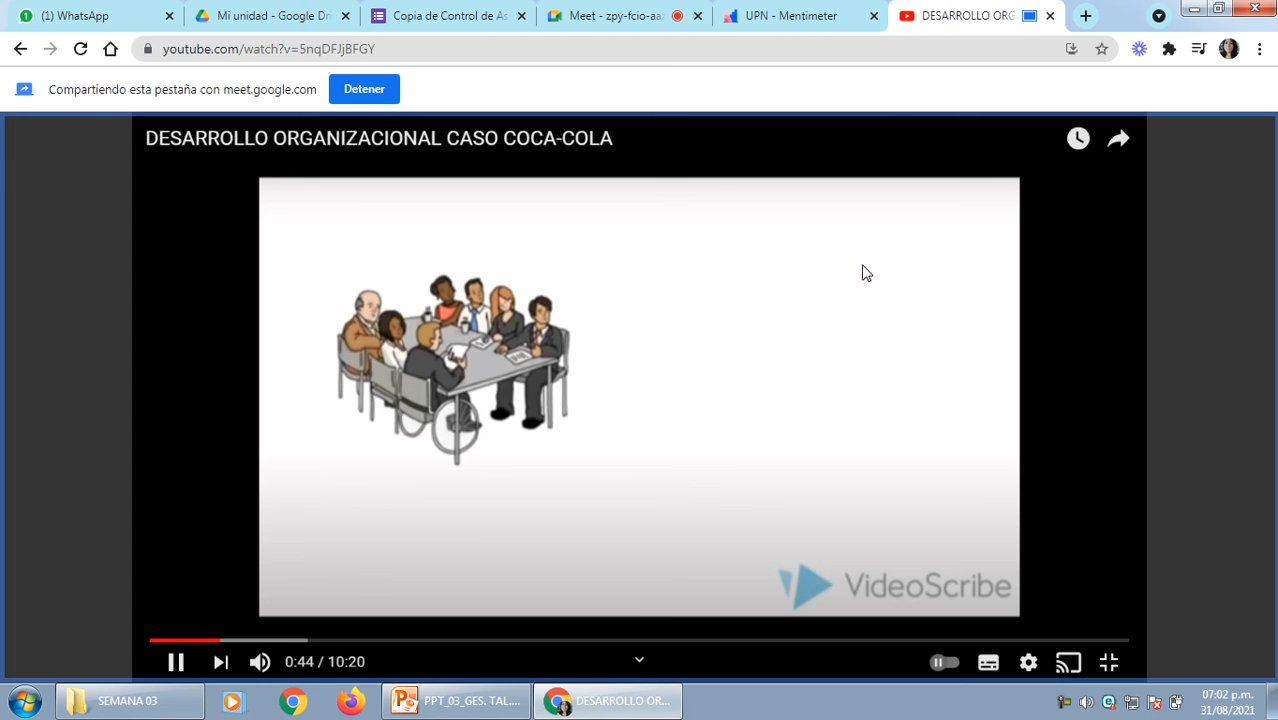 (1) WhatsApp
Mi unidad - Google D
Copia de Control de As
Meet - zpy-fcio-aa
UPN - Mentimeter
DESARROLLO ORG
youtube.com/watch?v=5nqDFJjBFGY
Compartiendo esta pestaña con meet.google.com
Detener
DESARROLLO ORGANIZACIONAL CASO COCA-COLA
VideoScribe
0:44 / 10:20
SEMANA 03
PPT_03_GES. TAL....
DESARROLLO OR...
07:02 p.m.
31/08/2021